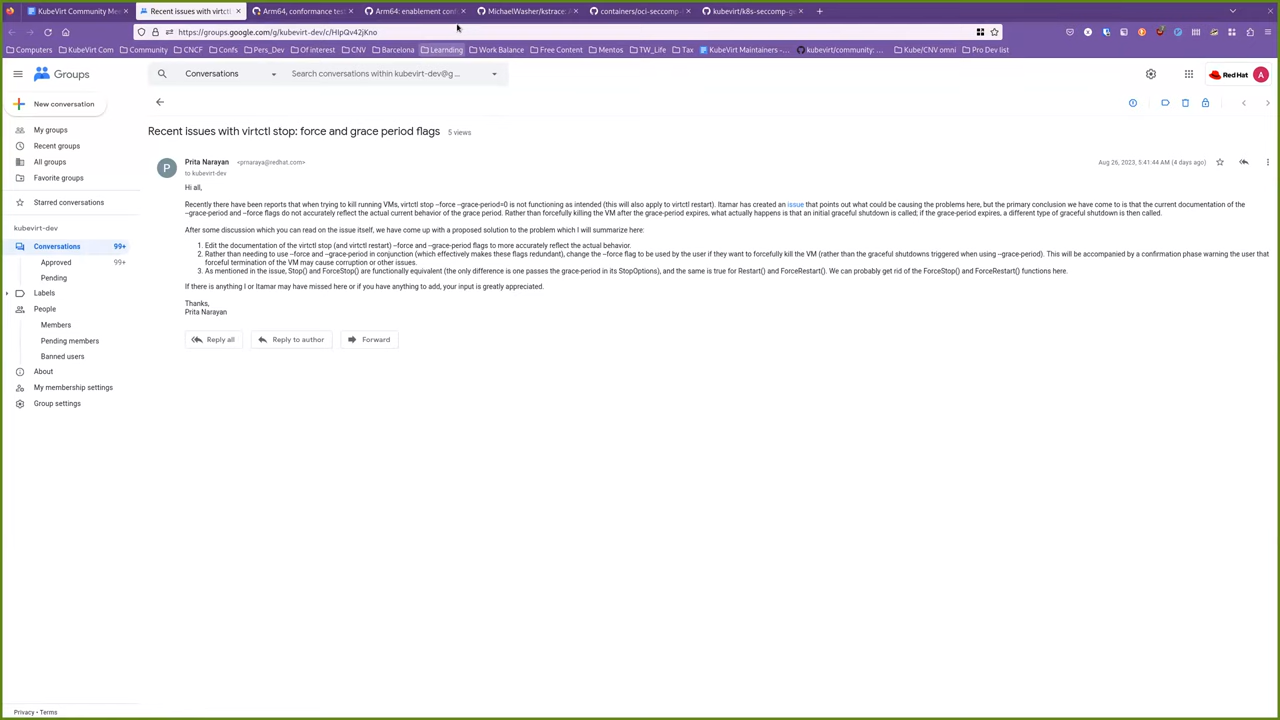 KubeVirt Community Me
Recent issues with virtctl
Arm64, conformance tes
Arm64: enablement con
MichaelWasher/kstrace:
containers/oci-seccomp-
kubevirt/k8s-seccomp-g
https://groups.google.com/g/kubevirt-dev/c/HIpQv42jKno
Computers
KubeVirt Com
Community
CNCF
Confs
Pers_Dev
Of interest
CNV
Barcelona
Learnding
Work Balance
Free Content
Mentos
TW_Life
Tax
KubeVirt Maintainers -...
kubevirt/community: ...
Kube/CNV omni
Pro Dev list
Groups
Conversations
Search conversations within kubevirt-dev@g ...
Red Hat
A
New conversation
My groups
Recent groups
All groups
Favorite groups
Starred conversations
kubevirt-dev
Conversations 99+
Approved 99+
Pending
Labels
People
Members
Pending members
Banned users
About
My membership settings
Group settings
Privacy • Terms
Recent issues with virtctl stop: force and grace period flags 5 views
P
Prita Narayan <prnaraya@redhat.com>
Aug 26, 2023, 5:41:44 AM (4 days ago)
to kubevirt-dev
Hi all,
Recently there have been reports that when trying to kill running VMs, virtctl stop –force –grace-period=0 is not functioning as intended (this will also apply to virtctl restart). Itamar has created an issue that points out what could be causing the problems here, but the primary conclusion we have come to is that the current documentation of the
–grace-period and –force flags do not accurately reflect the actual current behavior of the grace period. Rather than forcefully killing the VM after the grace-period expires, what actually happens is that an initial graceful shutdown is called; if the grace-period expires, a different type of graceful shutdown is then called.
After some discussion which you can read on the issue itself, we have come up with a proposed solution to the problem which I will summarize here:
1. Edit the documentation of the virtctl stop (and virtctl restart) –force and –grace-period flags to more accurately reflect the actual behavior.
2. Rather than needing to use –force and –grace-period in conjunction (which effectively makes these flags redundant), change the –force flag to be used by the user if they want to forcefully kill the VM (rather than the graceful shutdowns triggered when using –grace-period). This will be accompanied by a confirmation phase warning the user that
forceful termination of the VM may cause corruption or other issues.
3. As mentioned in the issue, Stop() and ForceStop() are functionally equivalent (the only difference is one passes the grace-period in its StopOptions), and the same is true for Restart() and ForceRestart(). We can probably get rid of the ForceStop() and ForceRestart() functions here.
If there is anything I or Itamar may have missed here or if you have anything to add, your input is greatly appreciated.
Thanks,
Prita Narayan
Reply all
Reply to author
Forward